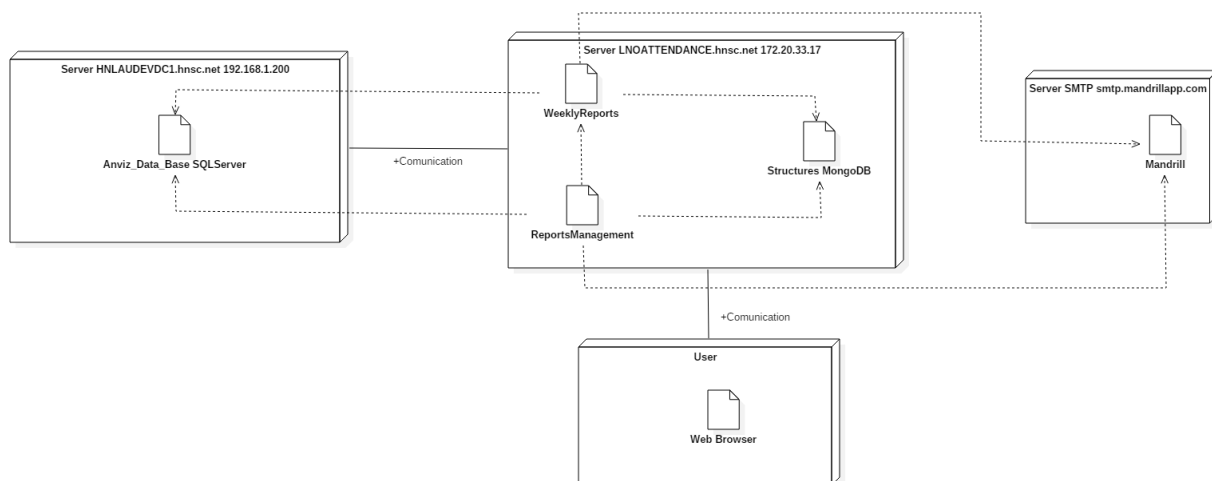 Server HNLAUDEVDC1.hnsc.net 192.168.1.200
Anviz_Data_Base SQLServer
+Comunication
Server LNOATTENDANCE.hnsc.net 172.20.33.17
WeeklyReports
Structures MongoDB
ReportsManagement
Server SMTP smtp.mandrillapp.com
Mandrill
+Comunication
User
Web Browser